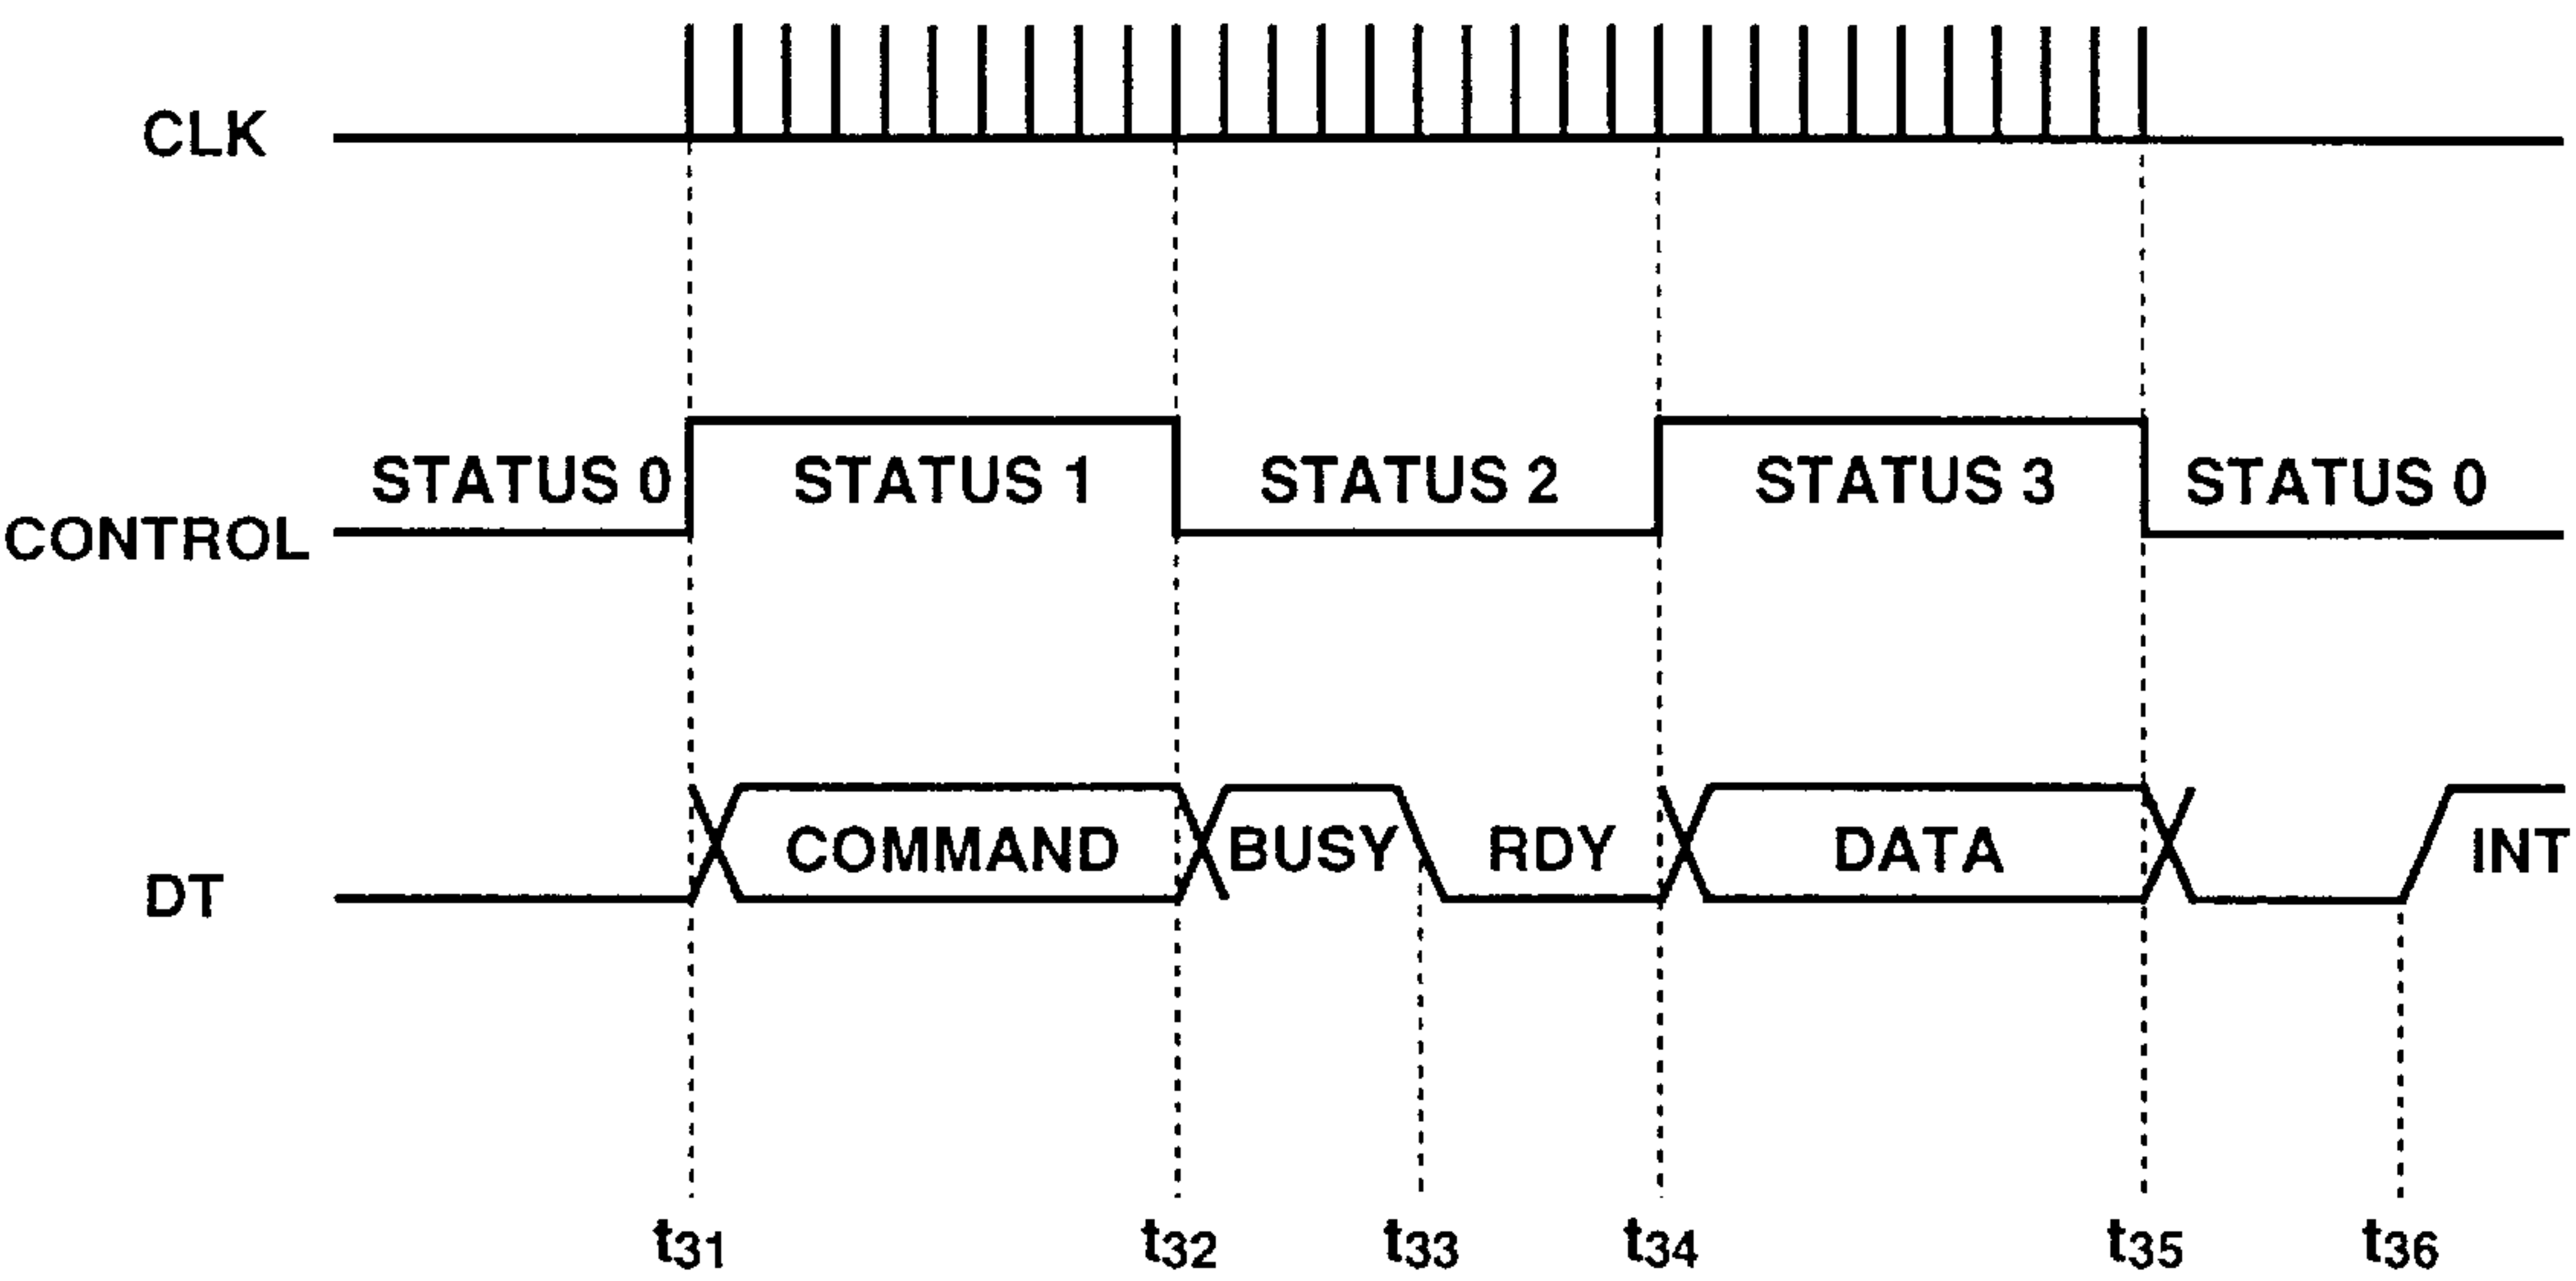 CLK
STATUS 0 STATUS 1 STATUS 2 STATUS 3 STATUS 0
CONTROL
COMMAND BUSY RDY DATA INT
DT
t31 t32 t33 t34 t35 t36